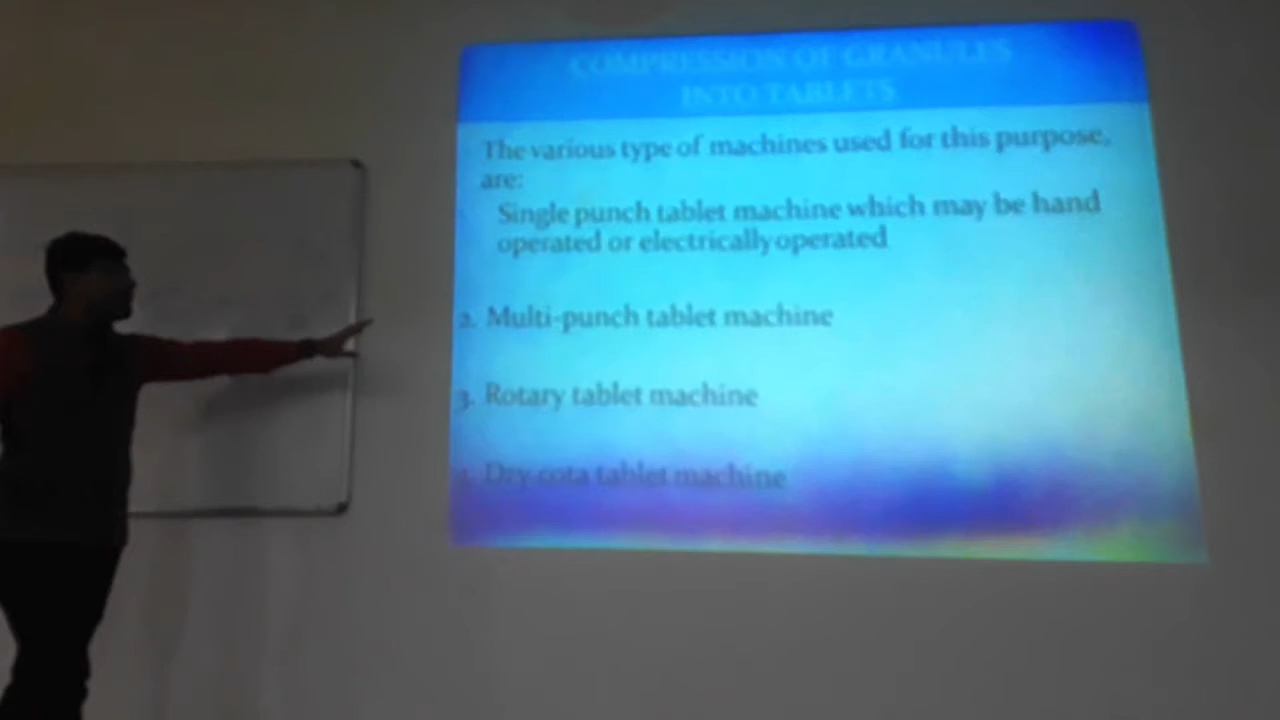 COMPRESSION OF GRANULES
INTO TABLETS
The various type of machines used for this purpose,
are:
Single punch tablet machine which may be hand
operated or electrically operated
2. Multi-punch tablet machine
3. Rotary tablet machine
Dry cota tablet machine